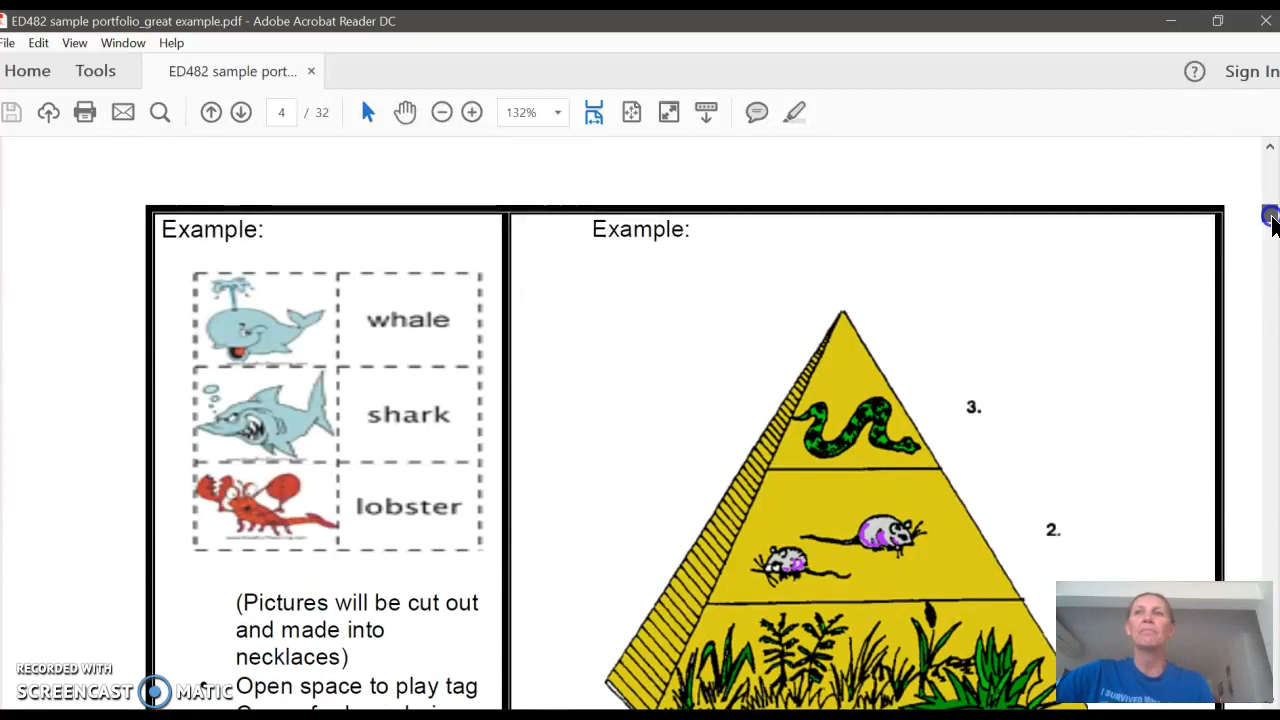 ED482 sample portfolio_great example.pdf - Adobe Acrobat Reader DC
File Edit View Window Help
Home Tools ED482 sample port... × Sign In
4 / 32 132%
Example:
whale
shark
lobster
(Pictures will be cut out
and made into
necklaces)
• Open space to play tag
Example:
3.
2.
RECORDED WITH
SCREENCAST MATIC
I SURVIVED